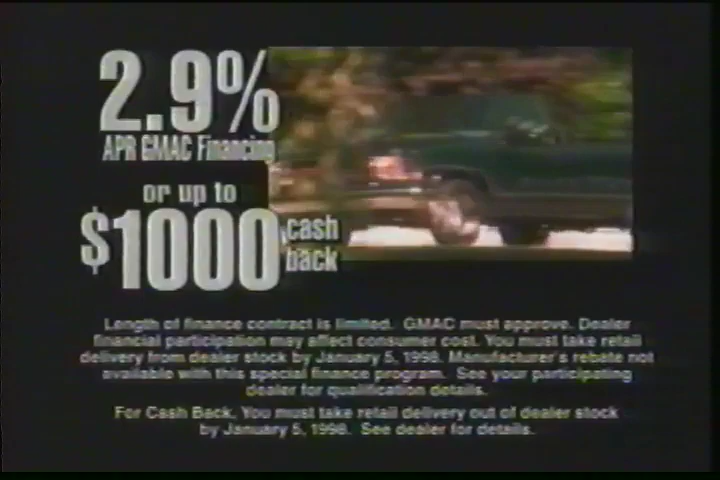 2.9%
APR GMAC Financing
or up to
$1000 cash back
Length of finance contract is limited. GMAC must approve. Dealer
financial participation may affect consumer cost. You must take retail
delivery from dealer stock by January 5, 1998. Manufacturer's rebate not
available with this special finance program. See your participating
dealer for qualification details.
For Cash Back, You must take retail delivery out of dealer stock
by January 5, 1998. See dealer for details.